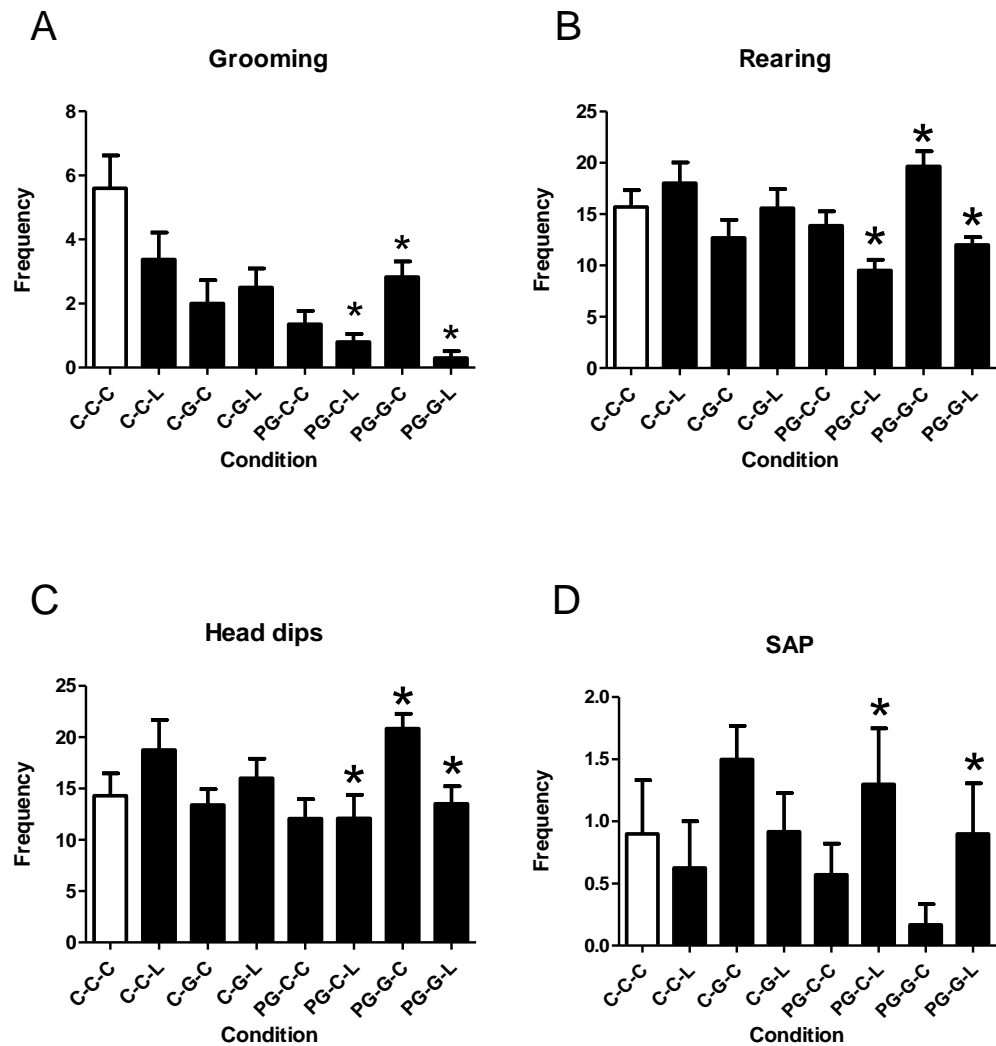 A
Grooming
Frequency
8
6
4
2
0
*
*
*
C-C-C
C-C-L
C-G-C
C-G-L
PG-C-C
PG-C-L
PG-G-C
PG-G-L
Condition
B
Rearing
Frequency
25
20
15
10
5
0
*
*
*
C-C-C
C-C-L
C-G-C
C-G-L
PG-C-C
PG-C-L
PG-G-C
PG-G-L
Condition
C
Head dips
Frequency
25
20
15
10
5
0
*
*
*
C-C-C
C-C-L
C-G-C
C-G-L
PG-C-C
PG-C-L
PG-G-C
PG-G-L
Condition
D
SAP
Frequency
2.0
1.5
1.0
0.5
0.0
*
*
C-C-C
C-C-L
C-G-C
C-G-L
PG-C-C
PG-C-L
PG-G-C
PG-G-L
Condition